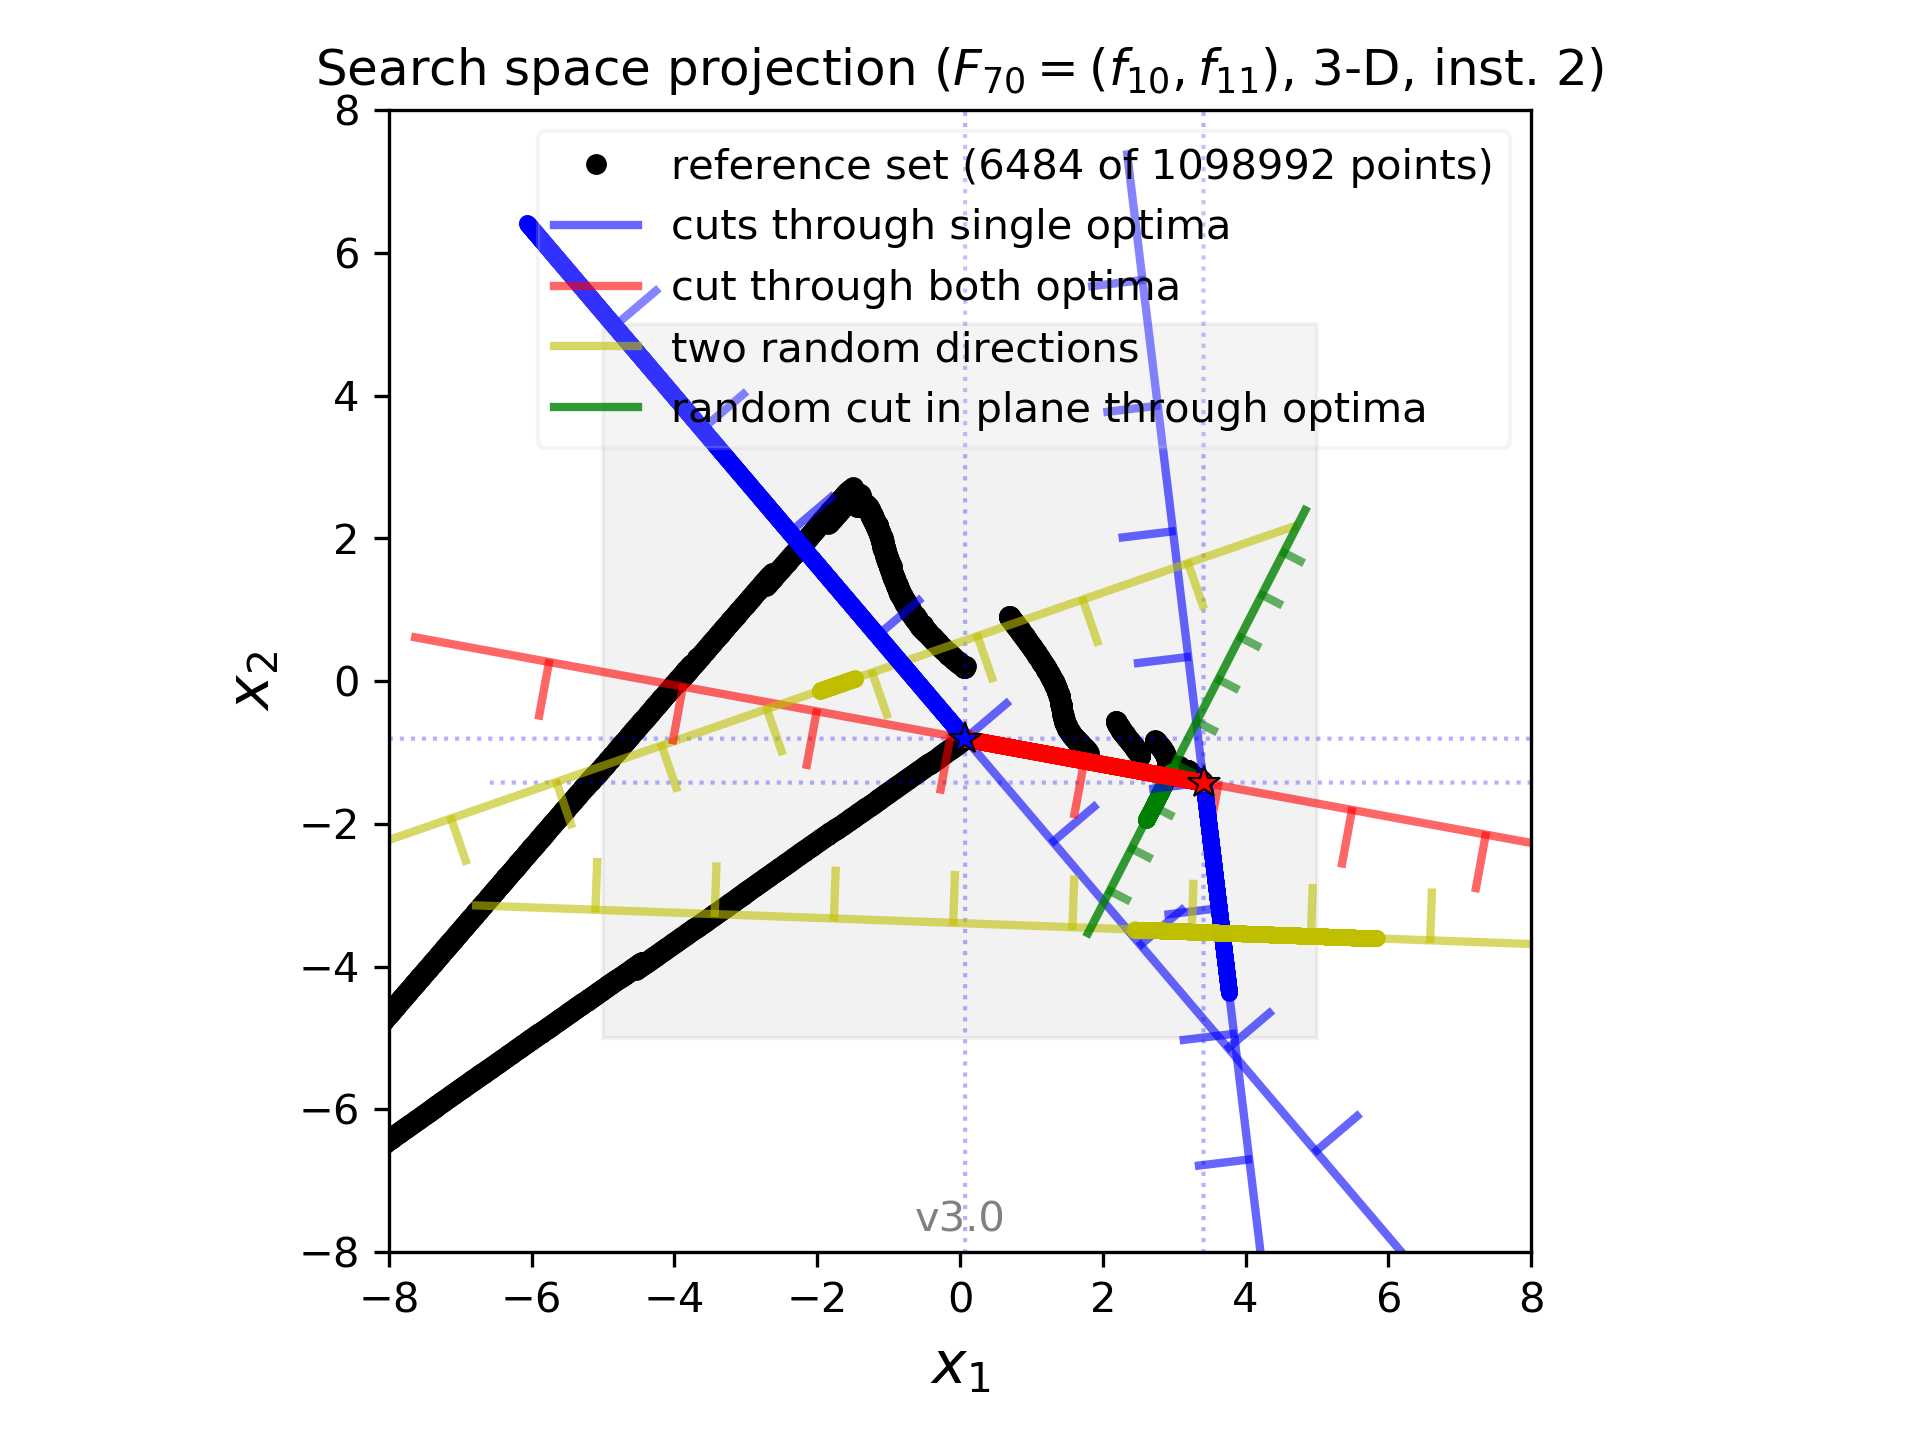 Search space projection (F70 = (f10, f11), 3-D, inst. 2)
reference set (6484 of 1098992 points)
cuts through single optima
cut through both optima
two random directions
random cut in plane through optima
8
6
4
2
0
−2
−4
−6
−8
x2
v3.0
−8 −6 −4 −2 0 2 4 6 8
x1